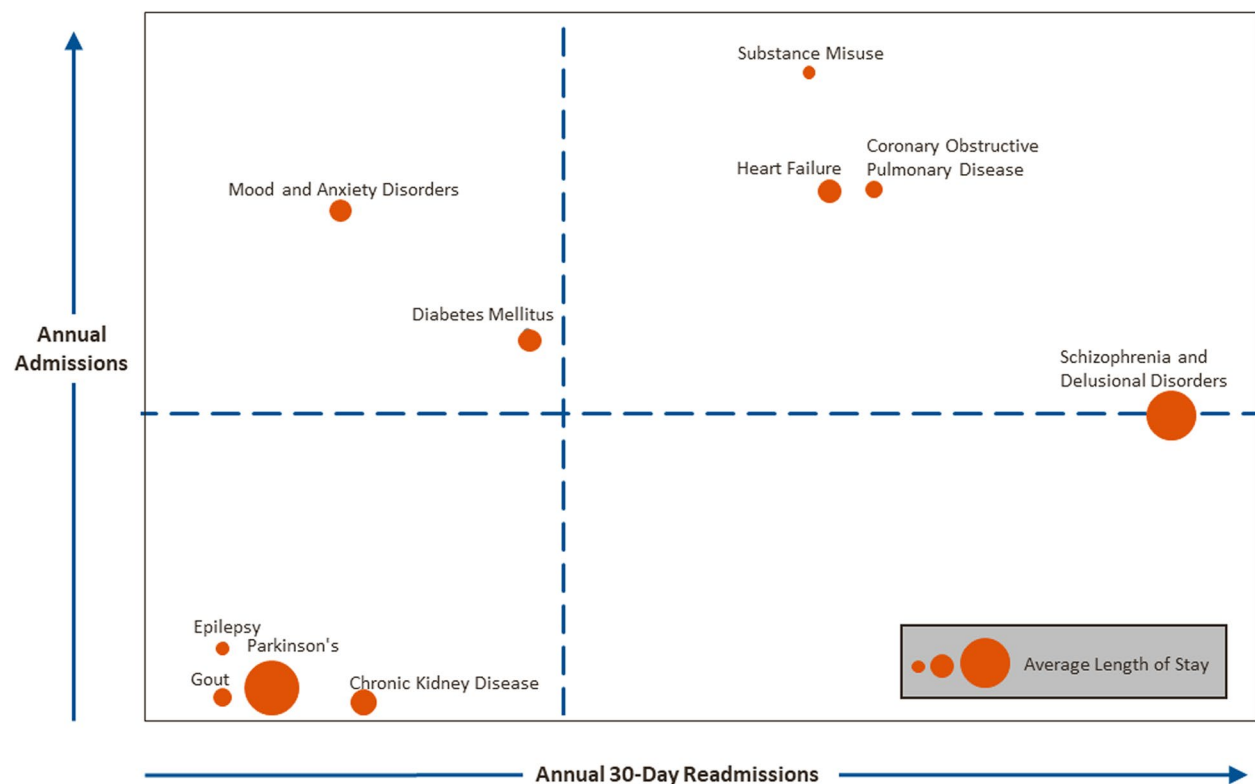 Substance Misuse
Coronary Obstructive
Pulmonary Disease
Heart Failure
Mood and Anxiety Disorders
Diabetes Mellitus
Annual
Admissions
Schizophrenia and
Delusional Disorders
Epilepsy
Parkinson's
Gout
Chronic Kidney Disease
Average Length of Stay
Annual 30-Day Readmissions